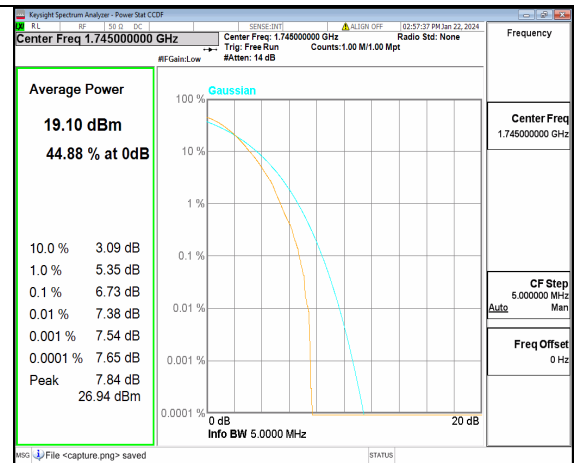 Keysight Spectrum Analyzer - Power Stat CCDF
RL RF 50 Ω DC SENSE:INT ALIGN OFF 02:57:37 PM Jan 22, 2024
Center Freq 1.745000000 GHz
Center Freq: 1.745000000 GHz Radio Std: None
Trig: Free Run Counts:1.00 M/1.00 Mpt
#IFGain:Low #Atten: 14 dB
Frequency
Average Power
19.10 dBm
44.88 % at 0dB
10.0 % 3.09 dB
1.0 % 5.35 dB
0.1 % 6.73 dB
0.01 % 7.38 dB
0.001 % 7.54 dB
0.0001 % 7.65 dB
Peak 7.84 dB
26.94 dBm
Gaussian
100 %
10 %
1 %
0.1 %
0.01 %
0.001 %
0.0001 %
0 dB 20 dB
Info BW 5.0000 MHz
Center Freq
1.745000000 GHz
CF Step
5.000000 MHz
Auto Man
Freq Offset
0 Hz
MSG File <capture.png> saved STATUS